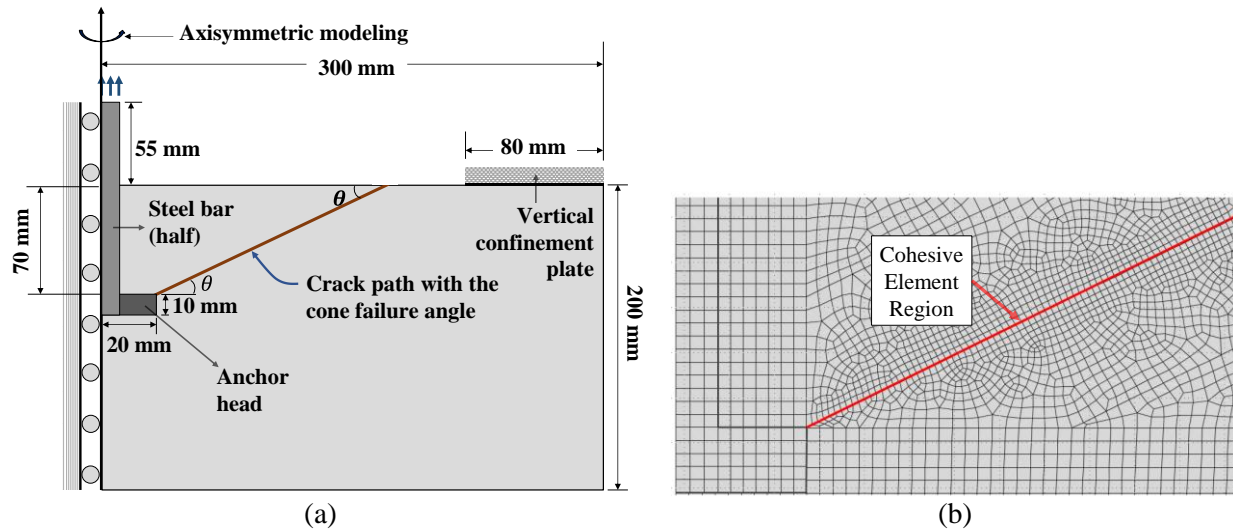 Axisymmetric modeling
300 mm
55 mm
80 mm
θ
Steel bar
(half)
Vertical
confinement
plate
70 mm
θ
10 mm
Crack path with the
cone failure angle
200 mm
20 mm
Anchor
head
(a)
Cohesive
Element
Region
(b)